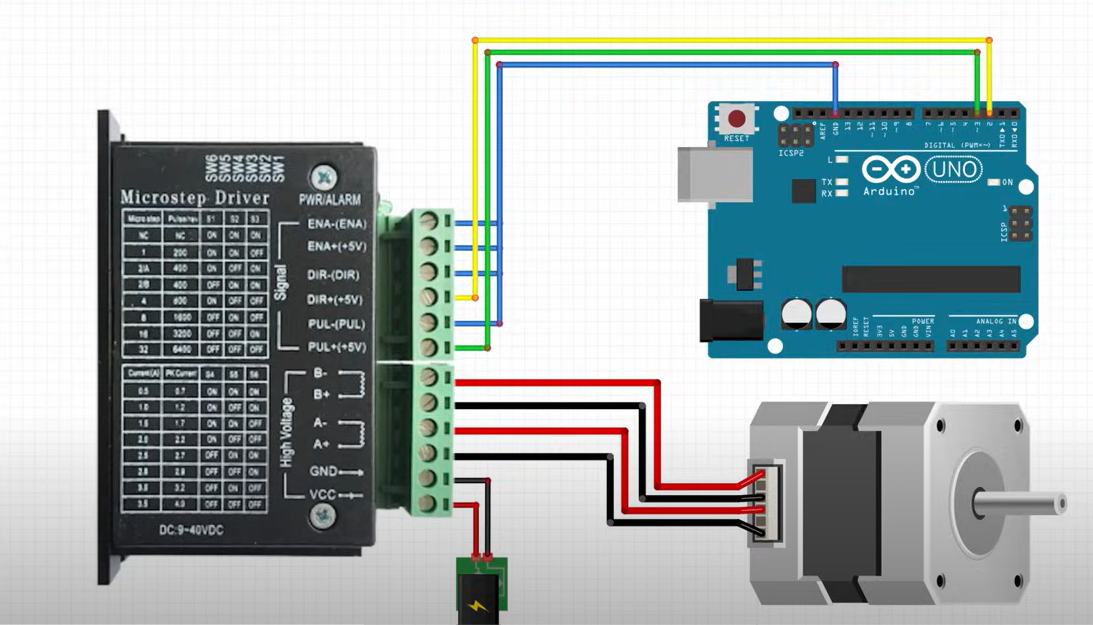 SW6
SW5
SW4
SW3
SW2
SW1
Microstep Driver
PWR/ALARM
Micro step Pulse/rev S1 S2 S3
NC NC ON ON ON
1 200 ON ON OFF
2/A 400 ON OFF ON
2/B 400 OFF ON ON
4 800 ON OFF OFF
8 1600 OFF ON OFF
16 3200 OFF OFF ON
32 6400 OFF OFF OFF
Current(A) PK Current S4 S5 S6
0.5 0.7 ON ON ON
1.0 1.2 ON OFF ON
1.5 1.7 ON ON OFF
2.0 2.2 ON OFF OFF
2.5 2.7 OFF ON ON
2.8 2.9 OFF OFF ON
3.0 3.2 OFF ON OFF
3.5 4.0 OFF OFF OFF
DC:9~40VDC
Signal
ENA-(ENA)
ENA+(+5V)
DIR-(DIR)
DIR+(+5V)
PUL-(PUL)
PUL+(+5V)
High Voltage
B-
B+
A-
A+
GND
VCC
RESET
ICSP2
AREF
GND
13
12
~11
~10
~9
8
7
~6
~5
4
~3
2
TX0▶1
RX0◀0
DIGITAL (PWM=~)
L
TX
RX
UNO
Arduino™
ON
ICSP
1
IOREF
RESET
3V3
5V
GND
GND
VIN
POWER
ANALOG IN
A0
A1
A2
A3
A4
A5